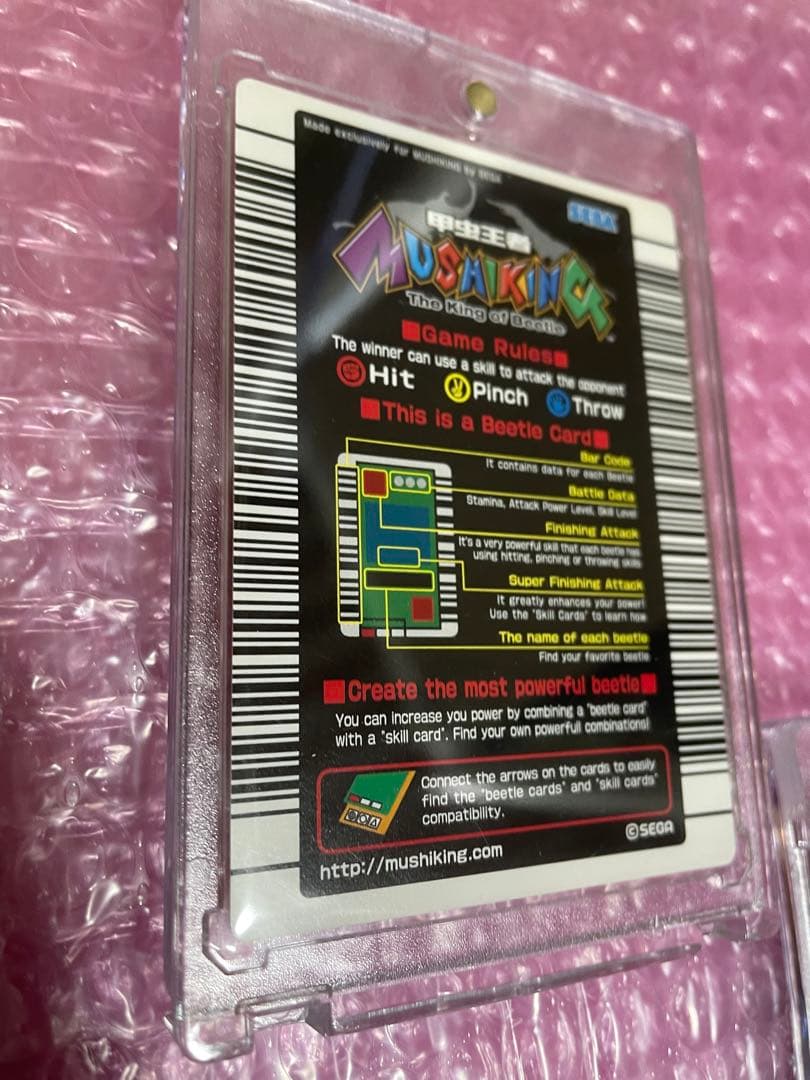 Made exclusively for MUSHIKING by SEGA
SEGA
甲虫王者
MUSHIKING
The King of Beetle
TM
Game Rules
The winner can use a skill to attack the opponent
Hit
Pinch
Throw
This is a Beetle Card
Bar Code
It contains data for each Beetle
Battle Data
Stamina, Attack Power Level, Skill Level
Finishing Attack
It's a very powerful skill that each beetle has
using hitting, pinching or throwing skills
Super Finishing Attack
It greatly enhances your power!
Use the "Skill Cards" to learn how
The name of each beetle
Find your favorite beetle
Create the most powerful beetle
You can increase you power by combining a "beetle card"
with a "skill card". Find your own powerfull combinations!
Connect the arrows on the cards to easily
find the "beetle cards" and "skill cards"
compatibility.
©SEGA
http://mushiking.com